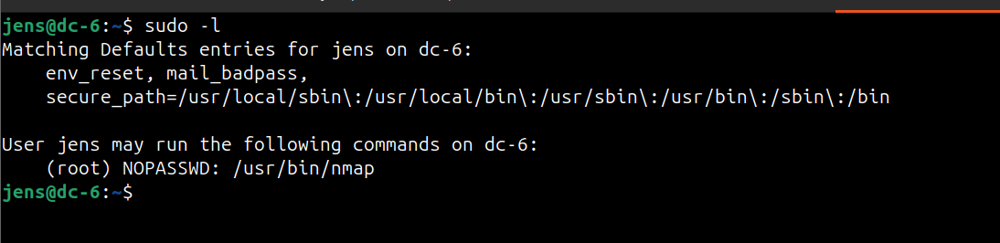 jens@dc-6:~$ sudo -l
Matching Defaults entries for jens on dc-6:
    env_reset, mail_badpass,
    secure_path=/usr/local/sbin\:/usr/local/bin\:/usr/sbin\:/usr/bin\:/sbin\:/bin

User jens may run the following commands on dc-6:
    (root) NOPASSWD: /usr/bin/nmap
jens@dc-6:~$